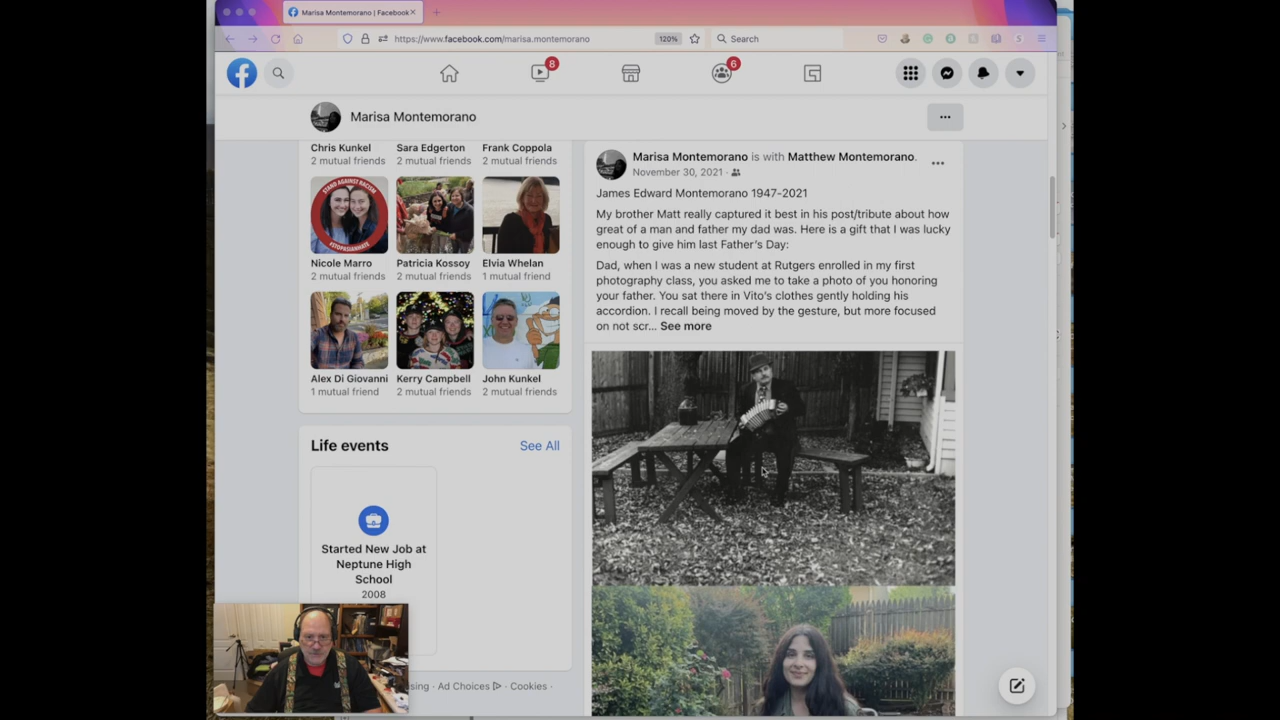 Marisa Montemorano | Facebook
https://www.facebook.com/marisa.montemorano
120%
Search
8
6
Marisa Montemorano
Chris Kunkel
2 mutual friends
Sara Edgerton
2 mutual friends
Frank Coppola
2 mutual friends
STAND AGAINST RACISM
#STOPASIANHATE
Nicole Marro
2 mutual friends
Patricia Kossoy
2 mutual friends
Elvia Whelan
1 mutual friend
Alex Di Giovanni
1 mutual friend
Kerry Campbell
2 mutual friends
John Kunkel
2 mutual friends
Life events
See All
Started New Job at
Neptune High
School
2008
Ad Choices · Cookies ·
Marisa Montemorano is with Matthew Montemorano.
November 30, 2021 ·
James Edward Montemorano 1947-2021
My brother Matt really captured it best in his post/tribute about how
great of a man and father my dad was. Here is a gift that I was lucky
enough to give him last Father's Day:
Dad, when I was a new student at Rutgers enrolled in my first
photography class, you asked me to take a photo of you honoring
your father. You sat there in Vito's clothes gently holding his
accordion. I recall being moved by the gesture, but more focused
on not scr... See more